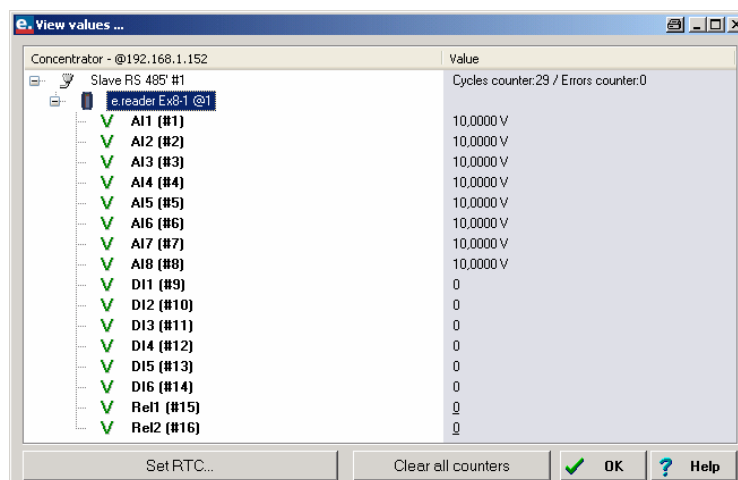 e. View values ...
Concentrator - @192.168.1.152 Value
Slave RS 485' #1 Cycles counter:29 / Errors counter:0
e.reader Ex8-1 @1
V AI1 (#1) 10,0000 V
V AI2 (#2) 10,0000 V
V AI3 (#3) 10,0000 V
V AI4 (#4) 10,0000 V
V AI5 (#5) 10,0000 V
V AI6 (#6) 10,0000 V
V AI7 (#7) 10,0000 V
V AI8 (#8) 10,0000 V
V DI1 (#9) 0
V DI2 (#10) 0
V DI3 (#11) 0
V DI4 (#12) 0
V DI5 (#13) 0
V DI6 (#14) 0
V Rel1 (#15) 0
V Rel2 (#16) 0
Set RTC... Clear all counters OK ? Help